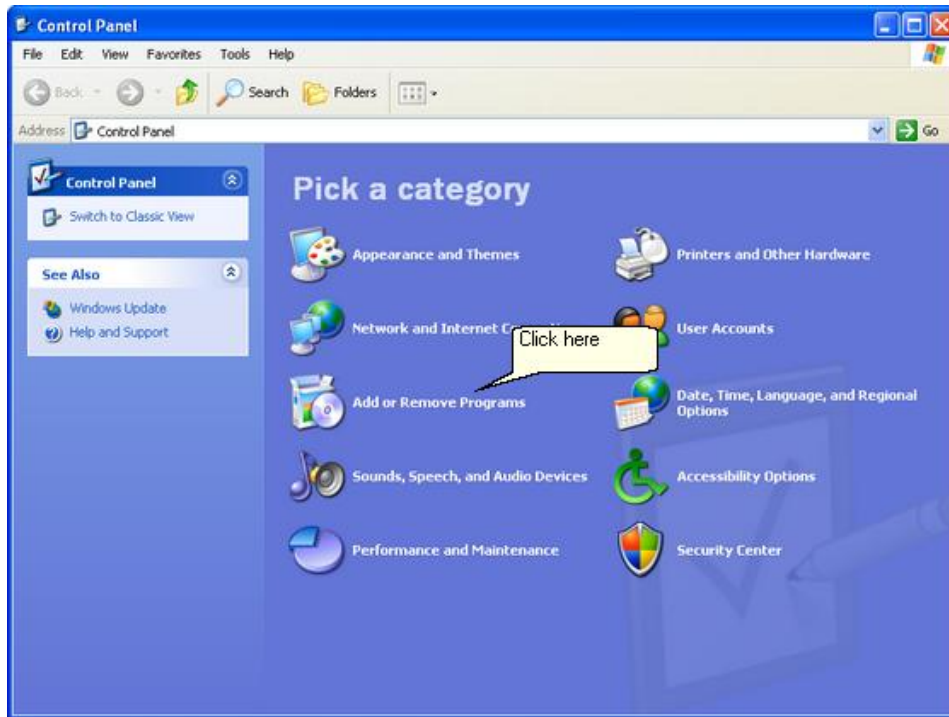 Control Panel
File Edit View Favorites Tools Help
Back Search Folders
Address Control Panel Go
Control Panel
Switch to Classic View
See Also
Windows Update
Help and Support
Pick a category
Appearance and Themes
Printers and Other Hardware
Network and Internet
User Accounts
Click here
Add or Remove Programs
Date, Time, Language, and Regional
Options
Sounds, Speech, and Audio Devices
Accessibility Options
Performance and Maintenance
Security Center